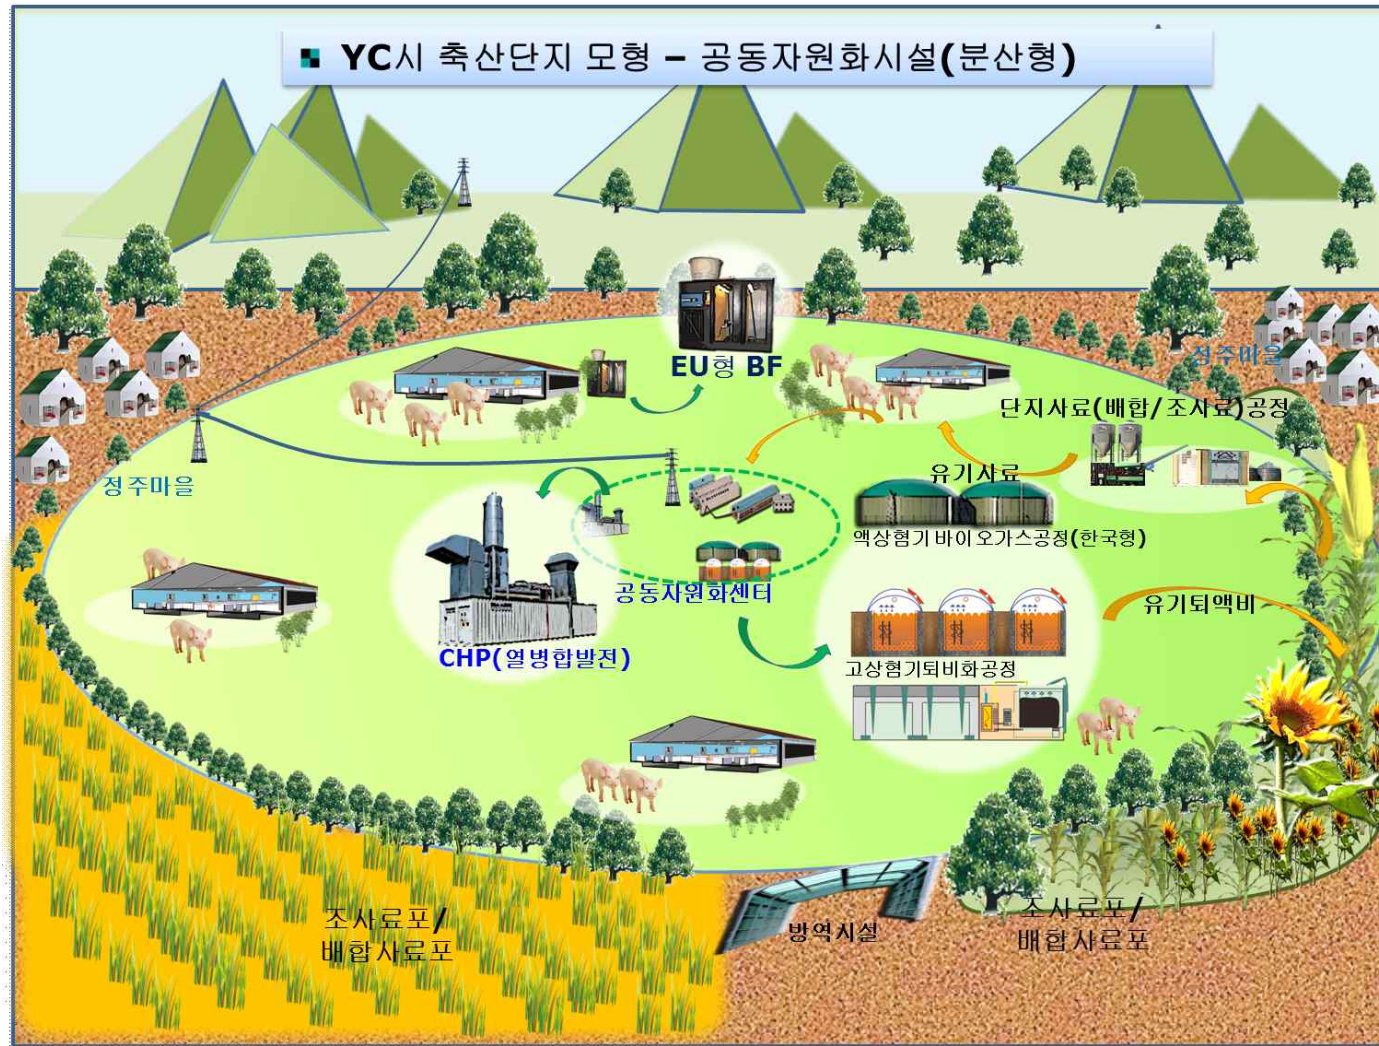 YC시 축산단지 모형 – 공동자원화시설(분산형)
EU형 BF
정주마을
단지사료(배합/조사료)공정
유기사료
정주마을
액상혐기 바이오가스공정(한국형)
공동자원화센터
유기퇴액비
CHP(열병합발전)
고상혐기퇴비화공정
조사료포/
배합사료포
방역시설
조사료포/
배합사료포